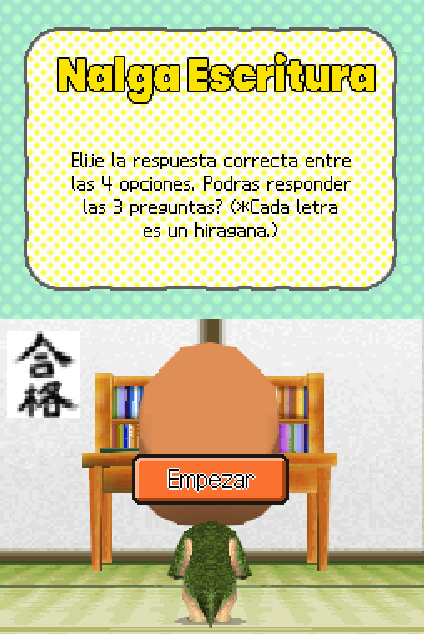 Nalga Escritura
Elije la respuesta correcta entre
las 4 opciones. Podras responder
las 3 preguntas? (*Cada letra
es un hiragana.)
合
格
Empezar